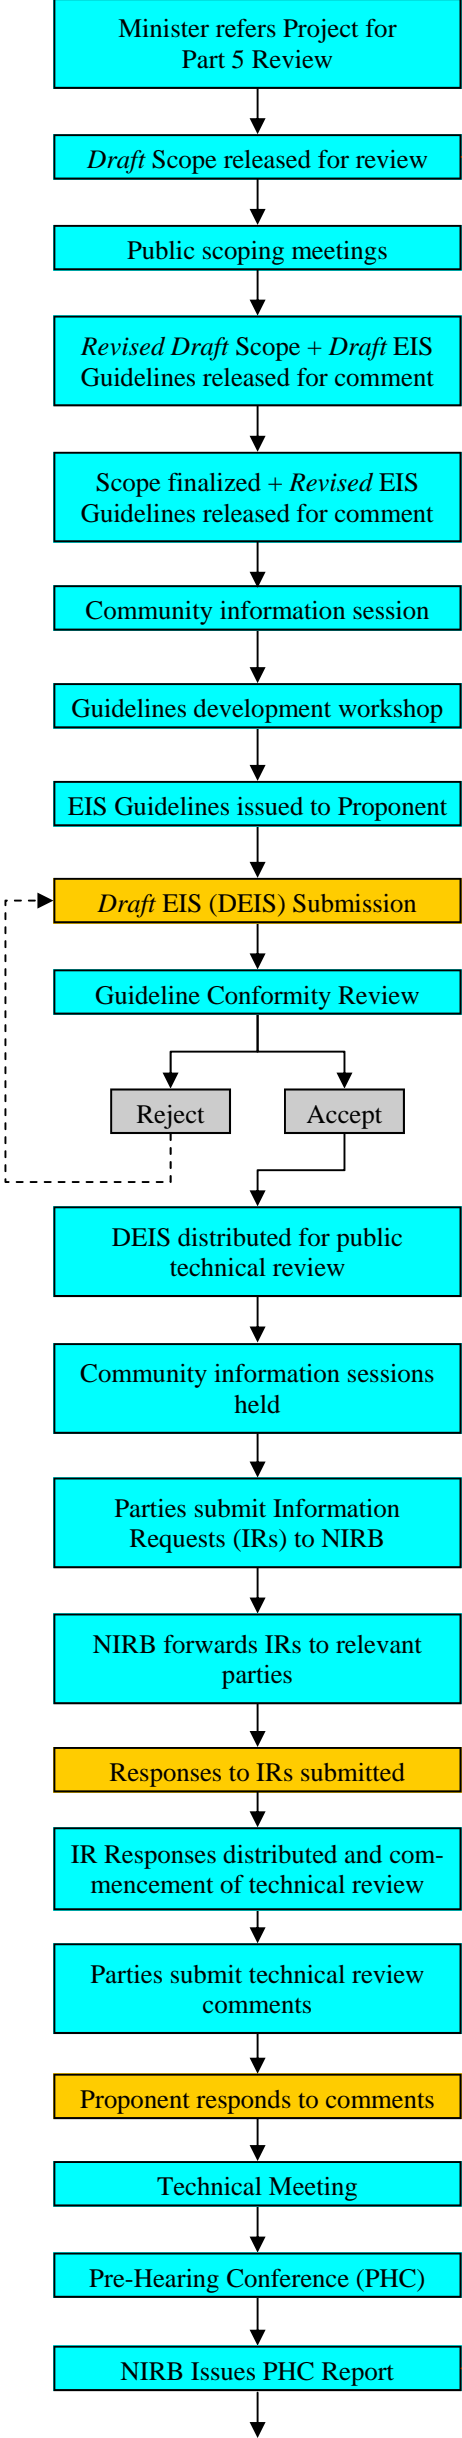 Minister refers Project for
Part 5 Review
Draft Scope released for review
Public scoping meetings
Revised Draft Scope + Draft EIS
Guidelines released for comment
Scope finalized + Revised EIS
Guidelines released for comment
Community information session
Guidelines development workshop
EIS Guidelines issued to Proponent
Draft EIS (DEIS) Submission
Guideline Conformity Review
Reject
Accept
DEIS distributed for public
technical review
Community information sessions
held
Parties submit Information
Requests (IRs) to NIRB
NIRB forwards IRs to relevant
parties
Responses to IRs submitted
IR Responses distributed and com-
mencement of technical review
Parties submit technical review
comments
Proponent responds to comments
Technical Meeting
Pre-Hearing Conference (PHC)
NIRB Issues PHC Report